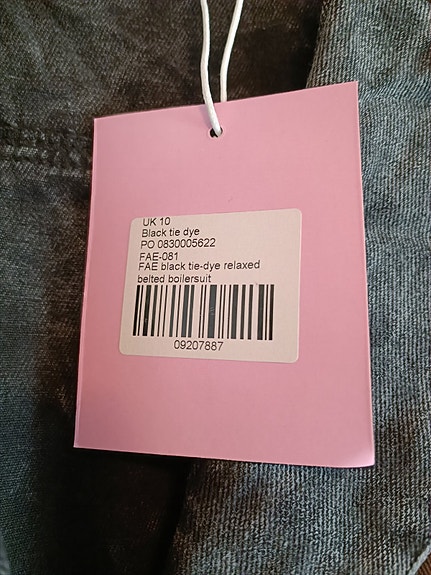 UK 10
Black tie dye
PO 0830005622
FAE-081
FAE black tie-dye relaxed
belted boilersuit
09207887